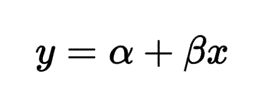 y = α + βx